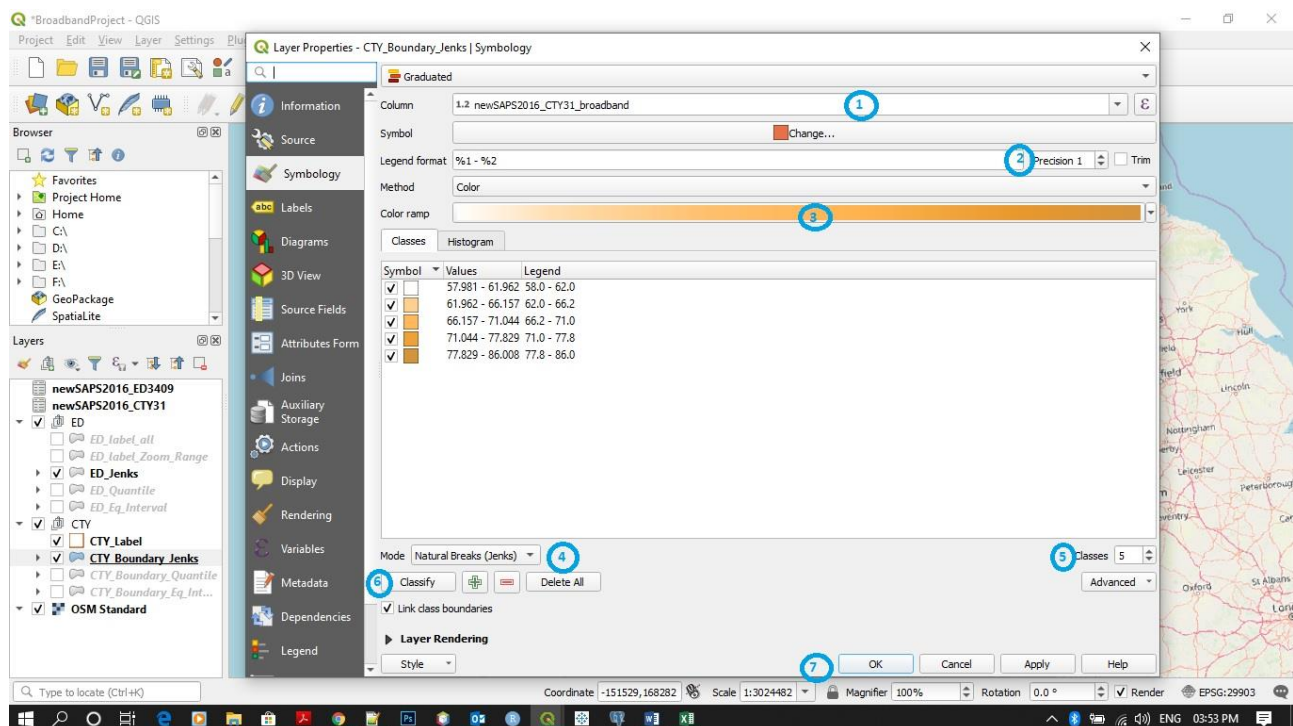 *BroadbandProject - QGIS
Project Edit View Layer Settings Plu
Layer Properties - CTY_Boundary_Jenks | Symbology
Graduated
Information
Source
Symbology
abc Labels
Diagrams
3D View
Source Fields
Attributes Form
Joins
Auxiliary
Storage
Actions
Display
Rendering
Variables
Metadata
Dependencies
Legend
Column 1.2 newSAPS2016_CTY31_broadband 1 ε
Symbol Change...
Legend format %1 - %2 2 Precision 1 Trim
Method Color
Color ramp 3
Classes Histogram
Symbol Values Legend
57.981 - 61.962 58.0 - 62.0
61.962 - 66.157 62.0 - 66.2
66.157 - 71.044 66.2 - 71.0
71.044 - 77.829 71.0 - 77.8
77.829 - 86.008 77.8 - 86.0
Mode Natural Breaks (Jenks) 4 5 Classes 5
6 Classify Delete All Advanced
Link class boundaries
Layer Rendering
Style 7 OK Cancel Apply Help
Browser
Favorites
Project Home
Home
C:\
D:\
E:\
F:\
GeoPackage
SpatiaLite
Layers
newSAPS2016_ED3409
newSAPS2016_CTY31
ED
ED_label_all
ED_label_Zoom_Range
ED_Jenks
ED_Quantile
ED_Eq_Interval
CTY
CTY_Label
CTY_Boundary_Jenks
CTY_Boundary_Quantile
CTY_Boundary_Eq_Int...
OSM Standard
York
Hull
Lincoln
Nottingham
Leicester
Peterboroug
Oxford
St Albans
Type to locate (Ctrl+K) Coordinate -151529,168282 Scale 1:3024482 Magnifier 100% Rotation 0.0 ° Render EPSG:29903
ENG 03:53 PM